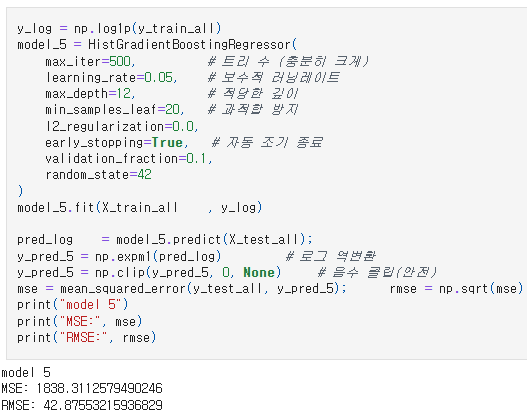 y_log = np.log1p(y_train_all)
model_5 = HistGradientBoostingRegressor(
    max_iter=500,          # 트리 수 (충분히 크게)
    learning_rate=0.05,    # 보수적 러닝레이트
    max_depth=12,          # 적당한 깊이
    min_samples_leaf=20,   # 과적합 방지
    l2_regularization=0.0,
    early_stopping=True,   # 자동 조기 종료
    validation_fraction=0.1,
    random_state=42
)
model_5.fit(X_train_all    , y_log)
pred_log    = model_5.predict(X_test_all);
y_pred_5 = np.expm1(pred_log)         # 로그 역변환
y_pred_5 = np.clip(y_pred_5, 0, None)     # 음수 클립(안전)
mse = mean_squared_error(y_test_all, y_pred_5);      rmse = np.sqrt(mse)
print("model 5")
print("MSE:", mse)
print("RMSE:", rmse)
model 5
MSE: 1838.3112579490246
RMSE: 42.87553215936829